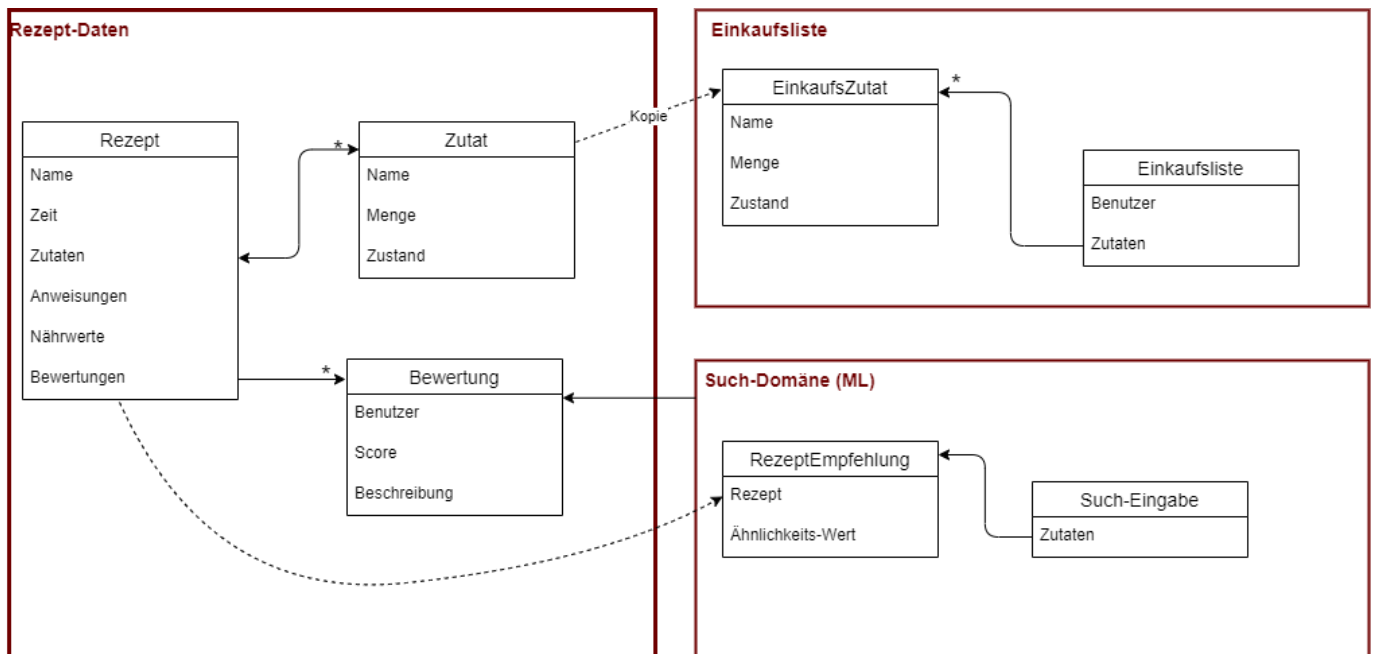 Rezept-Daten
Rezept
Name
Zeit
Zutaten
Anweisungen
Nährwerte
Bewertungen
*
Zutat
Name
Menge
Zustand
*
Bewertung
Benutzer
Score
Beschreibung
Kopie
Einkaufsliste
EinkaufsZutat
Name
Menge
Zustand
*
Einkaufsliste
Benutzer
Zutaten
Such-Domäne (ML)
RezeptEmpfehlung
Rezept
Ähnlichkeits-Wert
Such-Eingabe
Zutaten